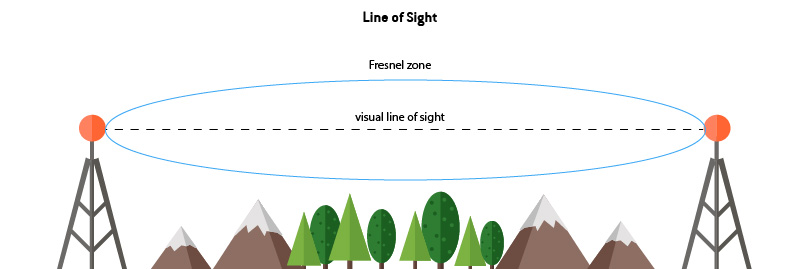 Line of Sight
Fresnel zone
visual line of sight